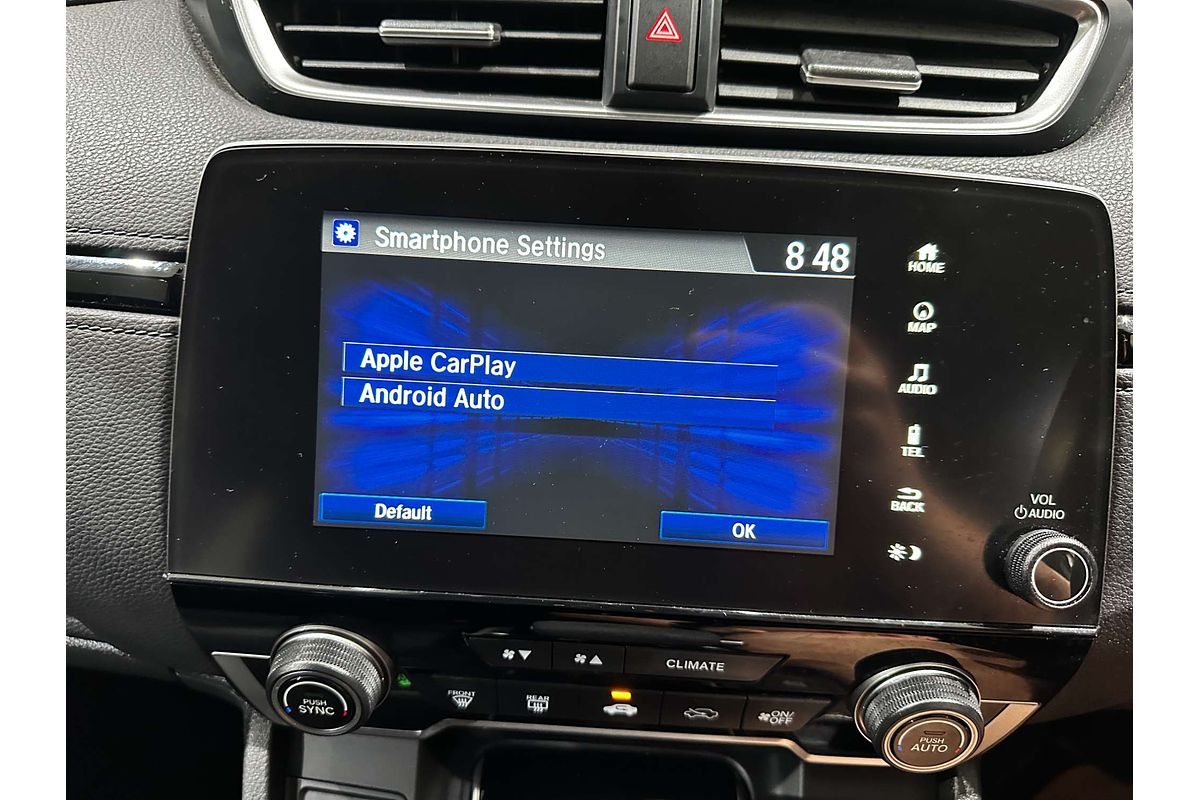 Smartphone Settings
8 48
HOME
MAP
Apple CarPlay
AUDIO
Android Auto
TEL
BACK
VOL
AUDIO
Default
OK
CLIMATE
PUSH
SYNC
FRONT
REAR
ON/
OFF
PUSH
AUTO